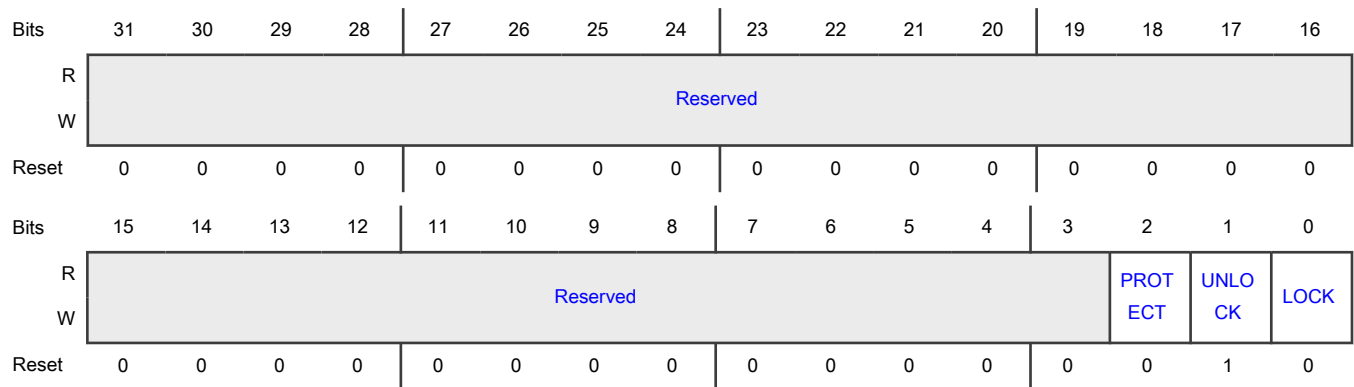 Bits 31 30 29 28 27 26 25 24 23 22 21 20 19 18 17 16
R
Reserved
W
Reset 0 0 0 0 0 0 0 0 0 0 0 0 0 0 0 0
Bits 15 14 13 12 11 10 9 8 7 6 5 4 3 2 1 0
R PROT UNLO
Reserved LOCK
W ECT CK
Reset 0 0 0 0 0 0 0 0 0 0 0 0 0 0 1 0